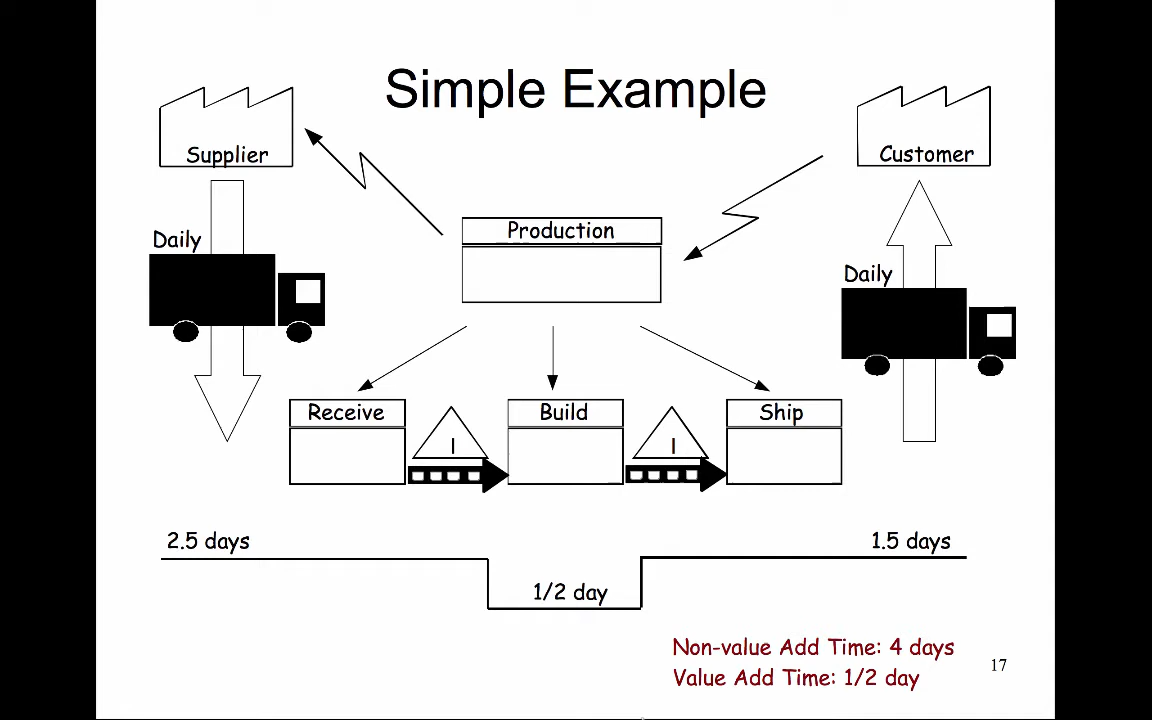 Simple Example
Supplier
Customer
Production
Daily
Daily
Receive
I
Build
I
Ship
2.5 days
1/2 day
1.5 days
Non-value Add Time: 4 days
Value Add Time: 1/2 day
17